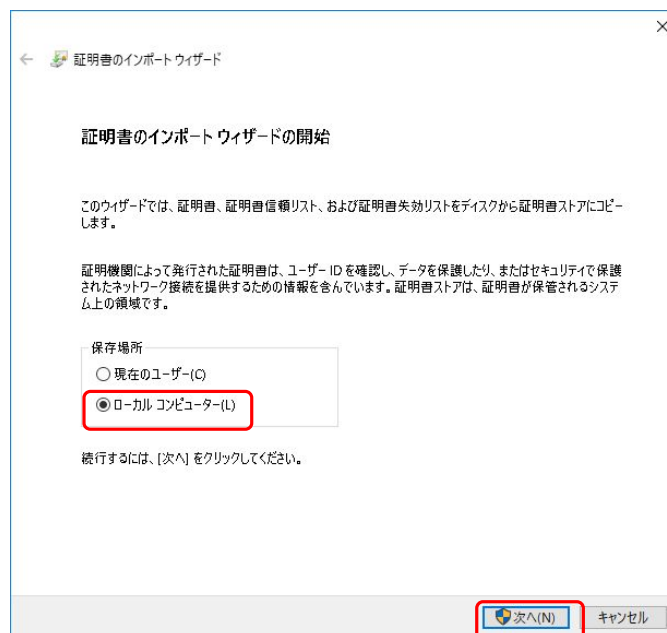 証明書のインポート ウィザード
証明書のインポート ウィザードの開始
このウィザードでは、証明書、証明書信頼リスト、および証明書失効リストをディスクから証明書ストアにコピー
します。
証明機関によって発行された証明書は、ユーザー ID を確認し、データを保護したり、またはセキュリティで保護
されたネットワーク接続を提供するための情報を含んでいます。証明書ストアは、証明書が保管されるシステ
ム上の領域です。
保存場所
現在のユーザー(C)
ローカル コンピューター(L)
続行するには、[次へ] をクリックしてください。
次へ(N) キャンセル